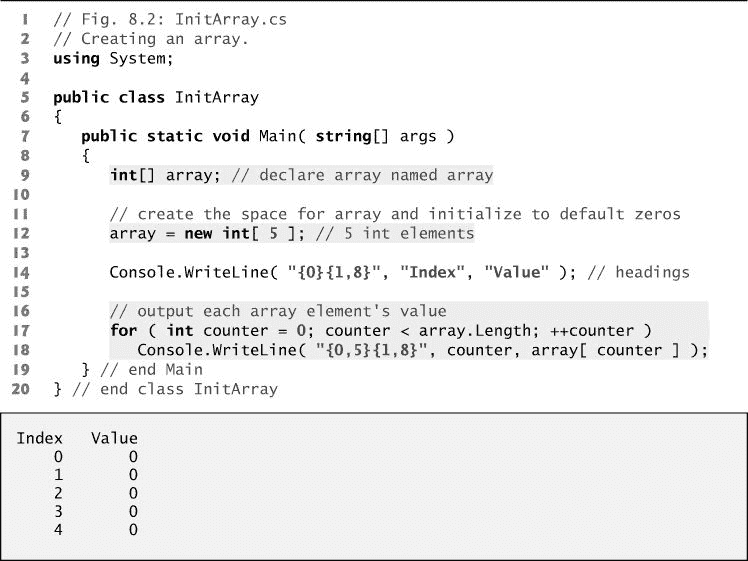 1 // Fig. 8.2: InitArray.cs
2 // Creating an array.
3 using System;
4
5 public class InitArray
6 {
7    public static void Main( string[] args )
8    {
9       int[] array; // declare array named array
10
11       // create the space for array and initialize to default zeros
12       array = new int[ 5 ]; // 5 int elements
13
14       Console.WriteLine( "{0}{1,8}", "Index", "Value" ); // headings
15
16       // output each array element's value
17       for ( int counter = 0; counter < array.Length; ++counter )
18          Console.WriteLine( "{0,5}{1,8}", counter, array[ counter ] );
19    } // end Main
20 } // end class InitArray
Index   Value
    0       0
    1       0
    2       0
    3       0
    4       0